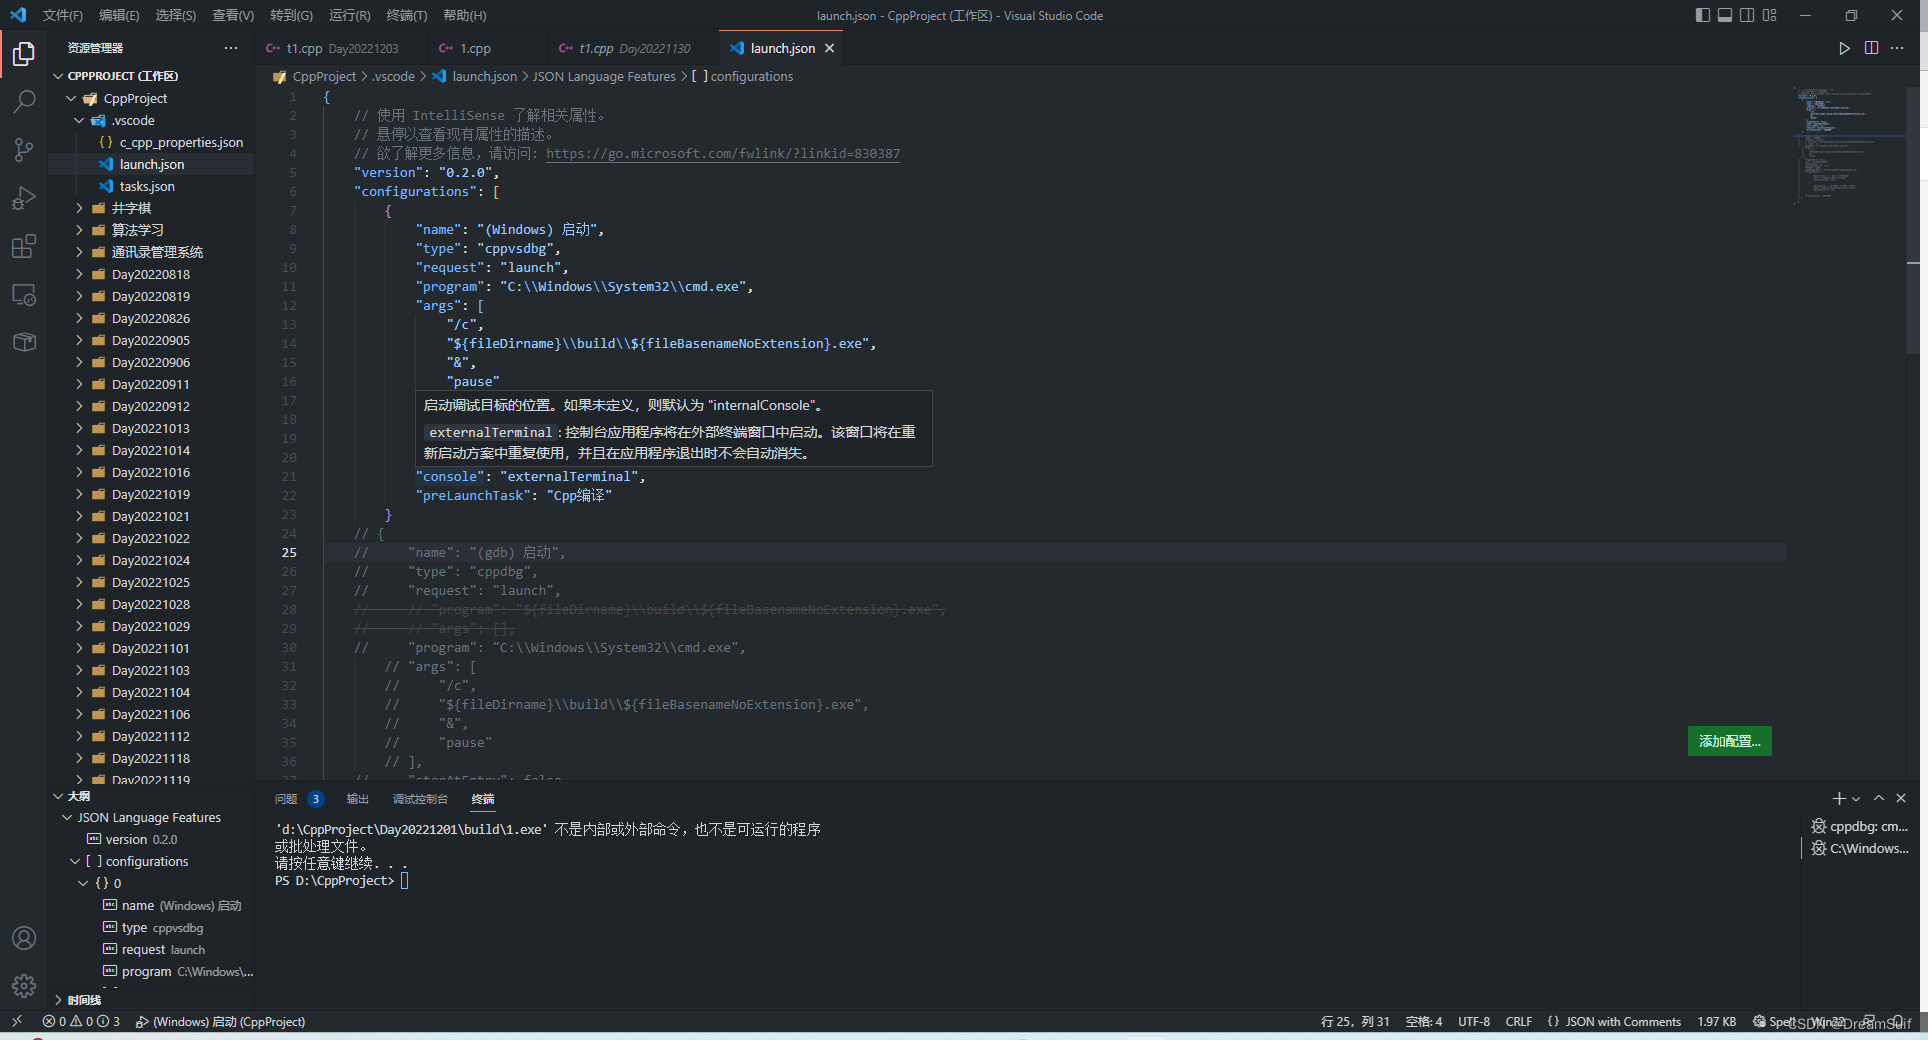 文件(F) 编辑(E) 选择(S) 查看(V) 转到(G) 运行(R) 终端(T) 帮助(H) launch.json - CppProject (工作区) - Visual Studio Code
资源管理器 ···
t1.cpp Day20221203 1.cpp t1.cpp Day20221130 launch.json
CppProject > .vscode > launch.json > JSON Language Features > [ ] configurations
CPPPROJECT (工作区)
CppProject
.vscode
c_cpp_properties.json
launch.json
tasks.json
井字棋
算法学习
通讯录管理系统
Day20220818
Day20220819
Day20220826
Day20220905
Day20220906
Day20220911
Day20220912
Day20221013
Day20221014
Day20221016
Day20221019
Day20221021
Day20221022
Day20221024
Day20221025
Day20221028
Day20221029
Day20221101
Day20221103
Day20221104
Day20221106
Day20221112
Day20221118
Day20221119
大纲
JSON Language Features
version 0.2.0
[ ] configurations
{} 0
name (Windows) 启动
type cppvsdbg
request launch
program C:\Windows\...
时间线
1 {
2 // 使用 IntelliSense 了解相关属性。
3 // 悬停以查看现有属性的描述。
4 // 欲了解更多信息，请访问: https://go.microsoft.com/fwlink/?linkid=830387
5 "version": "0.2.0",
6 "configurations": [
7 {
8 "name": "(Windows) 启动",
9 "type": "cppvsdbg",
10 "request": "launch",
11 "program": "C:\\Windows\\System32\\cmd.exe",
12 "args": [
13 "/c",
14 "${fileDirname}\\build\\${fileBasenameNoExtension}.exe",
15 "&",
16 "pause"
17
18
19
20
启动调试目标的位置。如果未定义，则默认为 "internalConsole"。
externalTerminal : 控制台应用程序将在外部终端窗口中启动。该窗口将在重
新启动方案中重复使用，并且在应用程序退出时不会自动消失。
21 "console": "externalTerminal",
22 "preLaunchTask": "Cpp编译"
23 }
24 // {
25 // "name": "(gdb) 启动",
26 // "type": "cppdbg",
27 // "request": "launch",
28 // // "program": "${fileDirname}\\build\\${fileDasenameNoExtension}.exe",
29 // // "args": [],
30 // "program": "C:\\Windows\\System32\\cmd.exe",
31 // "args": [
32 // "/c",
33 // "${fileDirname}\\build\\${fileBasenameNoExtension}.exe",
34 // "&",
35 // "pause"
36 // ],
37 // "stopAtEntry": false
添加配置...
问题 3 输出 调试控制台 终端
'd:\CppProject\Day20221201\build\1.exe' 不是内部或外部命令，也不是可运行的程序
或批处理文件。
请按任意键继续. . .
PS D:\CppProject>
cppdbg: cm...
C:\Windows...
0 0 3 (Windows) 启动 (CppProject) 行 25，列 31 空格: 4 UTF-8 CRLF {} JSON with Comments 1.97 KB Spell Win32
CSDN @DreamSuif